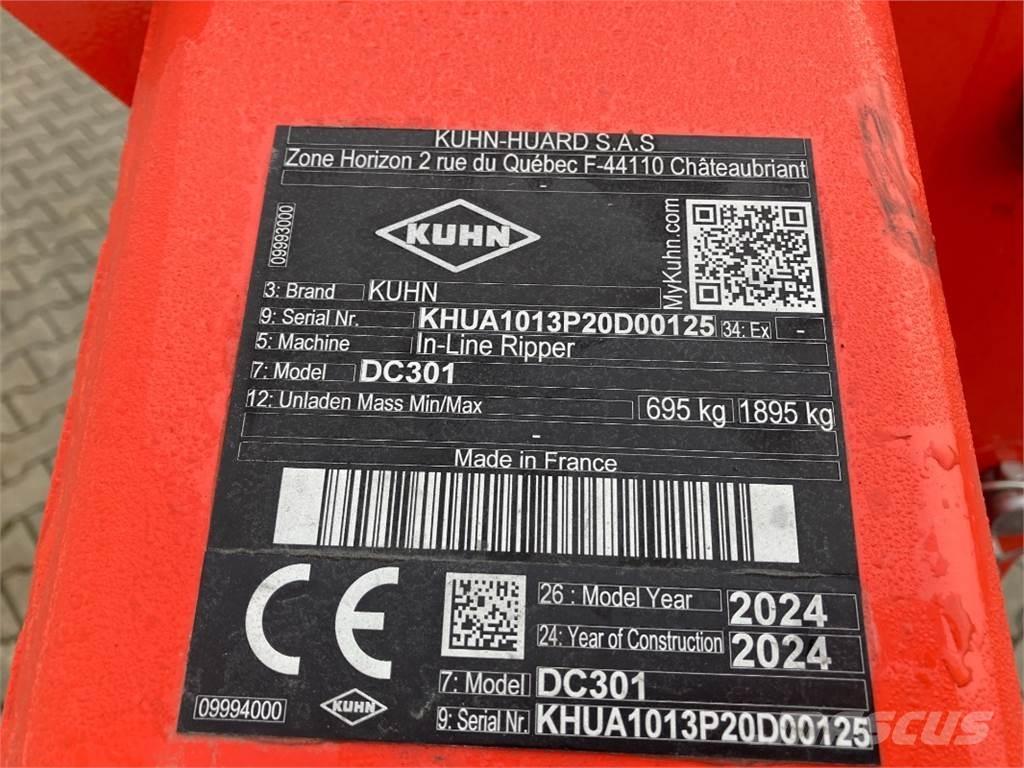 KUHN-HUARD S.A.S
Zone Horizon 2 rue du Québec F-44110 Châteaubriant
-
09993000
KUHN
MyKuhn.com
3: Brand KUHN
9: Serial Nr. KHUA1013P20D00125 34: Ex -
5: Machine In-Line Ripper
7: Model DC301
12: Unladen Mass Min/Max 695 kg 1895 kg
-
Made in France
CE
26 : Model Year 2024
24: Year of Construction 2024
7: Model DC301
09994000 KUHN 9: Serial Nr. KHUA1013P20D00125